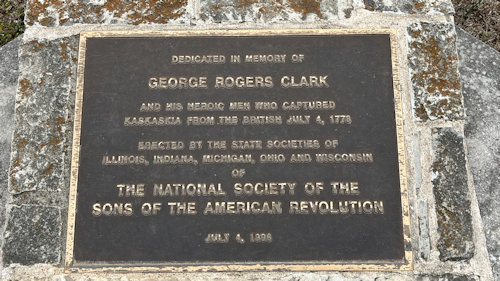 DEDICATED IN MEMORY OF
GEORGE ROGERS CLARK
AND HIS HEROIC MEN WHO CAPTURED
KASKASKIA FROM THE BRITISH JULY 4, 1778
ERECTED BY THE STATE SOCIETIES OF
ILLINOIS, INDIANA, MICHIGAN, OHIO AND WISCONSIN
OF
THE NATIONAL SOCIETY OF THE
SONS OF THE AMERICAN REVOLUTION
JULY 4,